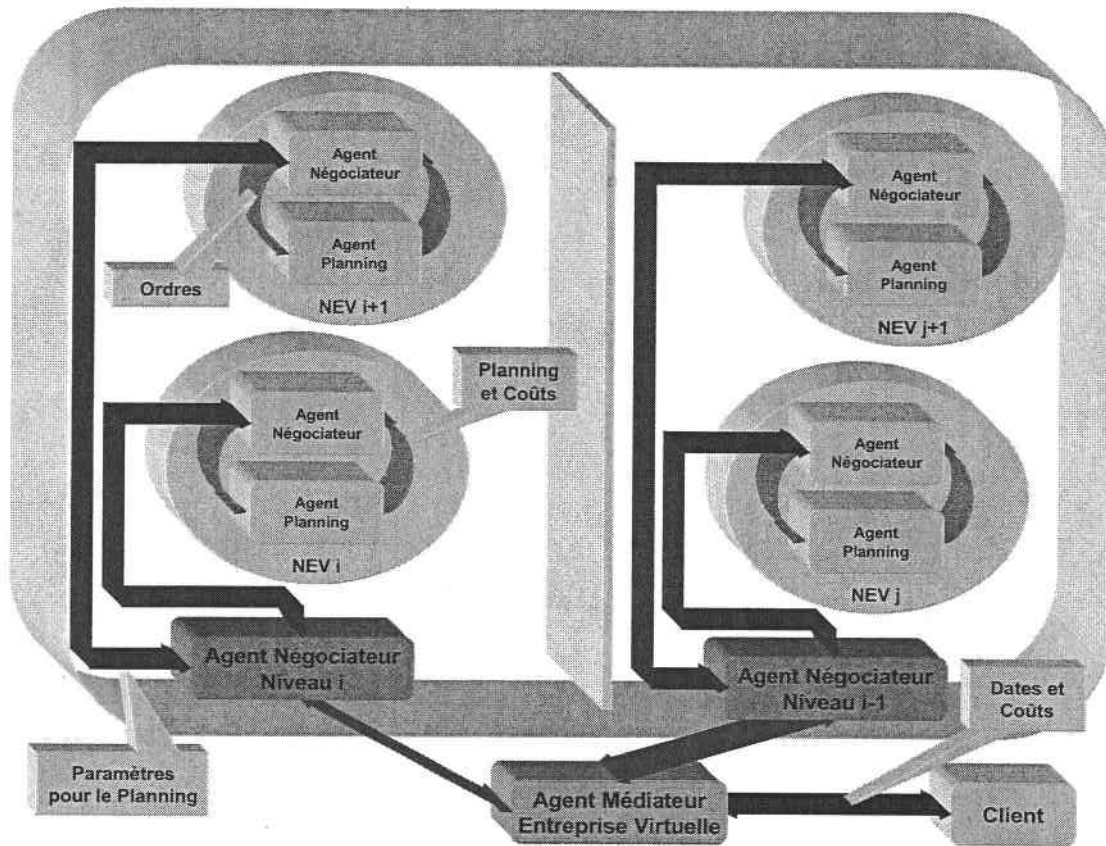 Agent
Négociateur
Agent
Planning
NEV i+1
Ordres
Agent
Négociateur
Agent
Planning
NEV j+1
Planning
et Coûts
Agent
Négociateur
Agent
Planning
NEV i
Agent
Négociateur
Agent
Planning
NEV j
Agent Négociateur
Niveau i
Agent Négociateur
Niveau i-1
Dates et
Coûts
Paramètres
pour le Planning
Agent Médiateur
Entreprise Virtuelle
Client